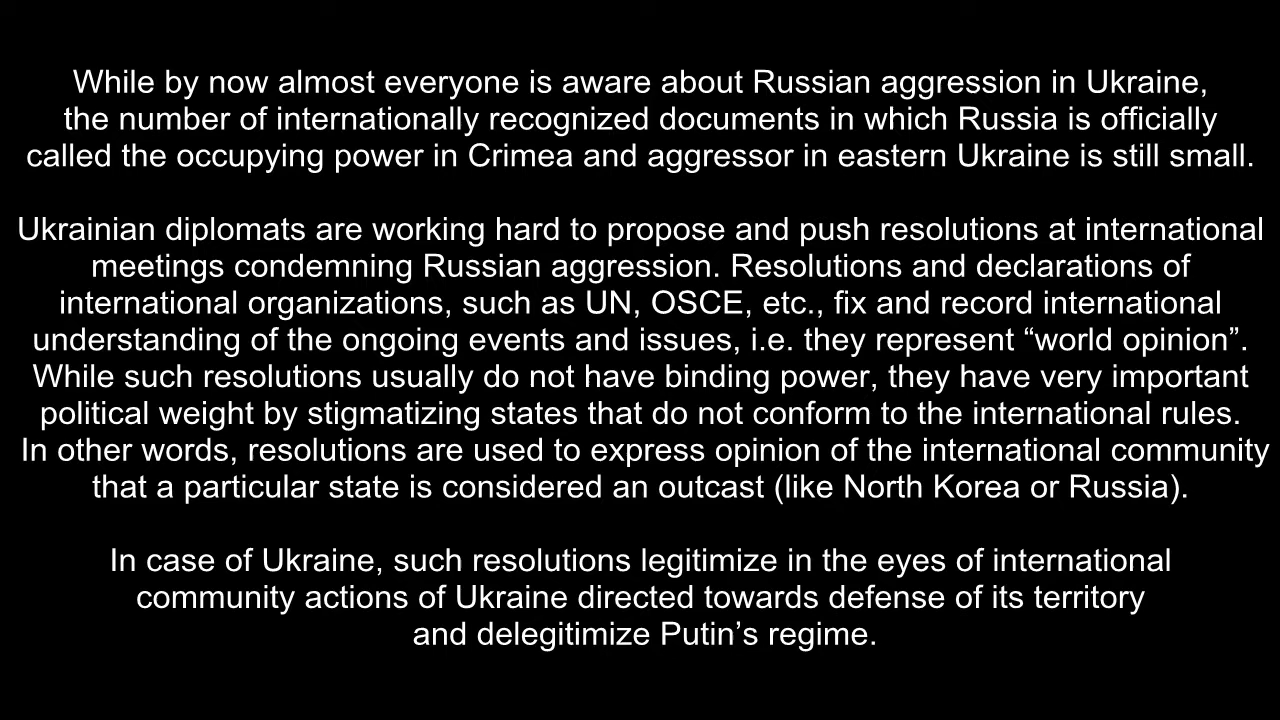 While by now almost everyone is aware about Russian aggression in Ukraine,
the number of internationally recognized documents in which Russia is officially
called the occupying power in Crimea and aggressor in eastern Ukraine is still small.
Ukrainian diplomats are working hard to propose and push resolutions at international
meetings condemning Russian aggression. Resolutions and declarations of
international organizations, such as UN, OSCE, etc., fix and record international
understanding of the ongoing events and issues, i.e. they represent “world opinion”.
While such resolutions usually do not have binding power, they have very important
political weight by stigmatizing states that do not conform to the international rules.
In other words, resolutions are used to express opinion of the international community
that a particular state is considered an outcast (like North Korea or Russia).
In case of Ukraine, such resolutions legitimize in the eyes of international
community actions of Ukraine directed towards defense of its territory
and delegitimize Putin’s regime.